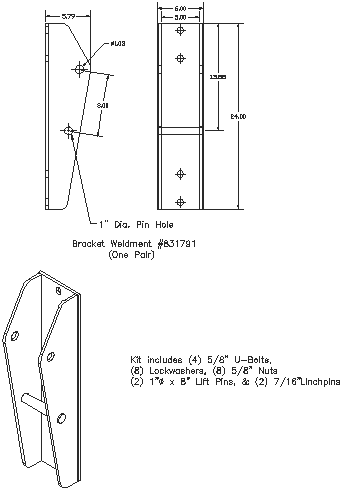 5.79
6.00
5.00
ø1.03
8.00
13.88
24.00
1" Dia. Pin Hole
Bracket Weldment #831791
(One Pair)
Kit includes (4) 5/8" U-Bolts,
(8) Lockwashers, (8) 5/8" Nuts
(2) 1"ø x 8" Lift Pins, & (2) 7/16"Linchpins